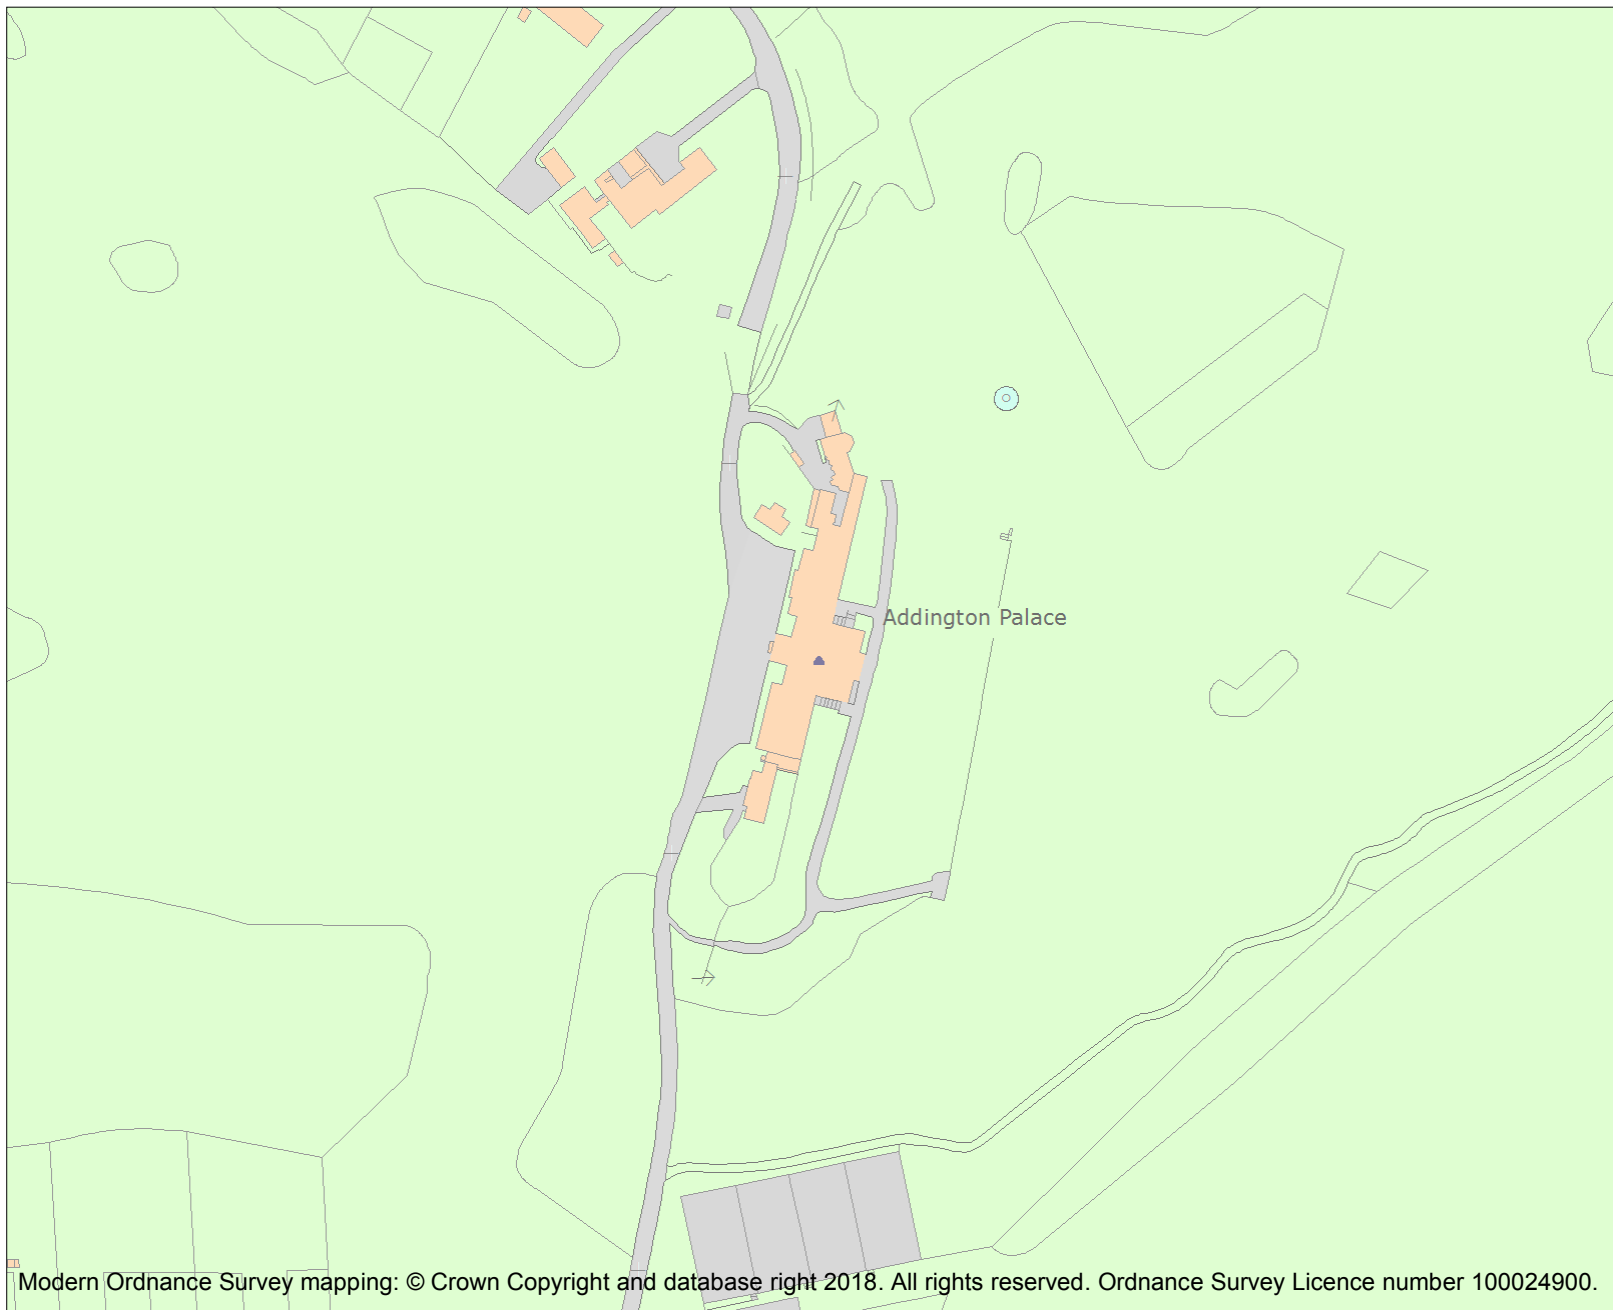 Addington Palace
Modern Ordnance Survey mapping: © Crown Copyright and database right 2018. All rights reserved. Ordnance Survey Licence number 100024900.